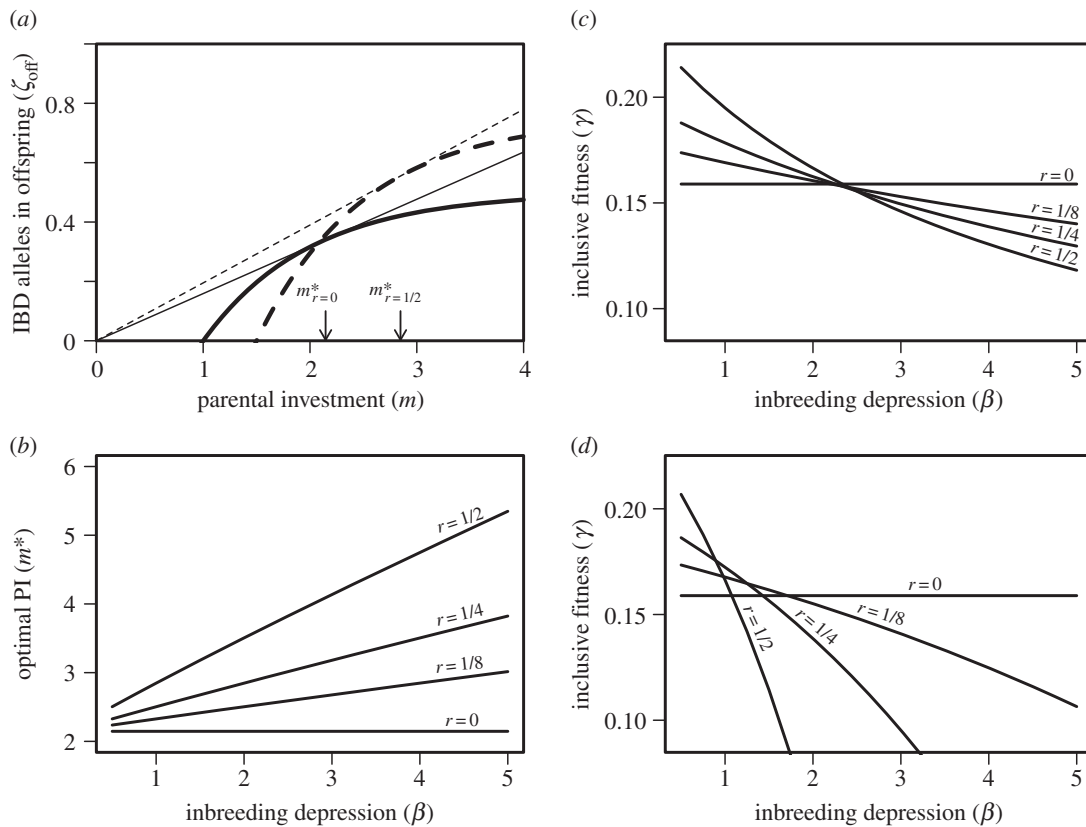 (a)
IBD alleles in offspring (ζoff)
0.8
0.4
0
m*r=0
m*r=1/2
0 1 2 3 4
parental investment (m)
(b)
optimal PI (m*)
6
5
4
3
2
r=1/2
r=1/4
r=1/8
r=0
1 2 3 4 5
inbreeding depression (β)
(c)
inclusive fitness (γ)
0.20
0.15
0.10
r=0
r=1/8
r=1/4
r=1/2
1 2 3 4 5
inbreeding depression (β)
(d)
inclusive fitness (γ)
0.20
0.15
0.10
r=0
r=1/8
r=1/4
r=1/2
1 2 3 4 5
inbreeding depression (β)